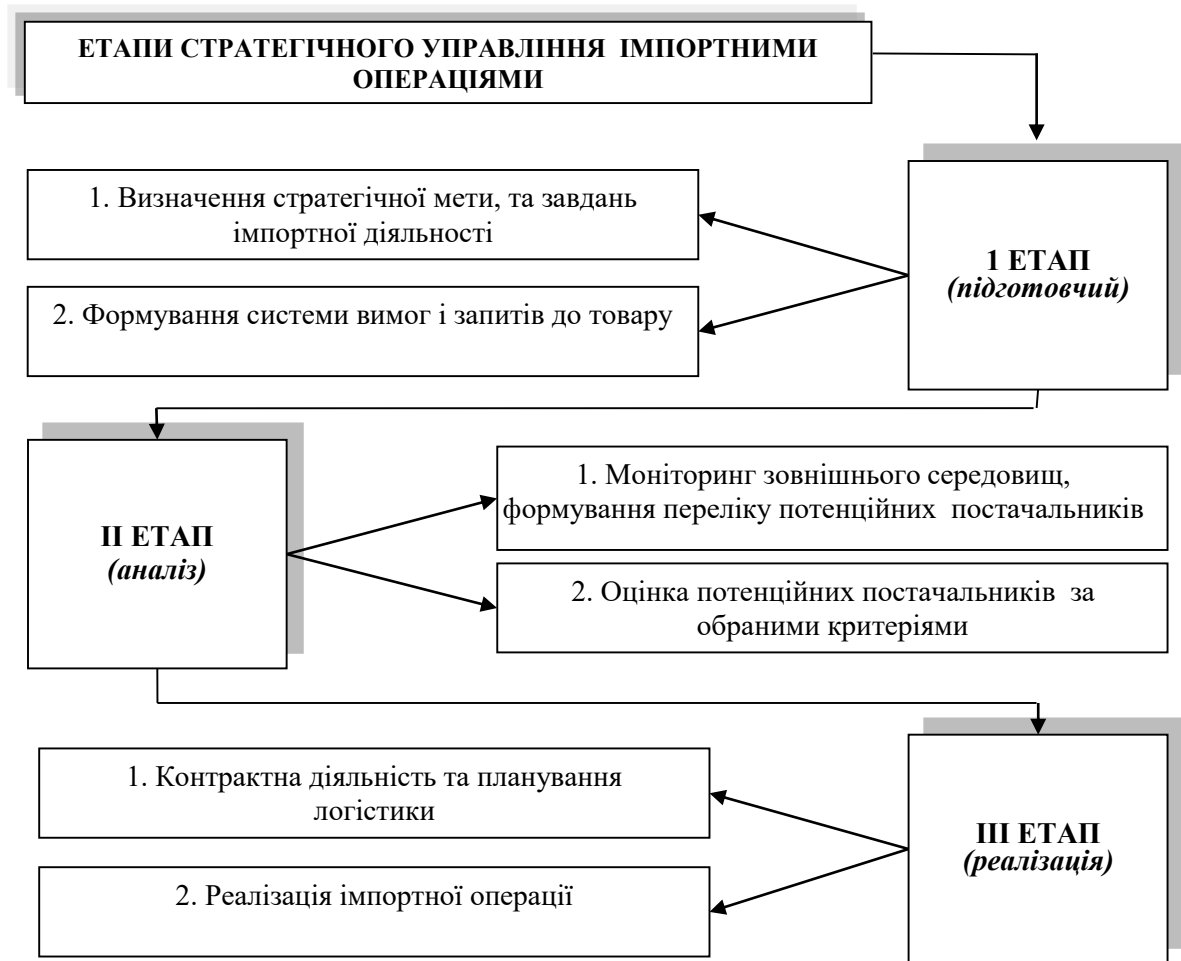 ЕТАПИ СТРАТЕГІЧНОГО УПРАВЛІННЯ ІМПОРТНИМИ
ОПЕРАЦІЯМИ
1 ЕТАП
(підготовчий)
1. Визначення стратегічної мети, та завдань
імпортної діяльності
2. Формування системи вимог і запитів до товару
ІІ ЕТАП
(аналіз)
1. Моніторинг зовнішнього середовищ,
формування переліку потенційних постачальників
2. Оцінка потенційних постачальників за
обраними критеріями
ІІІ ЕТАП
(реалізація)
1. Контрактна діяльність та планування
логістики
2. Реалізація імпортної операції